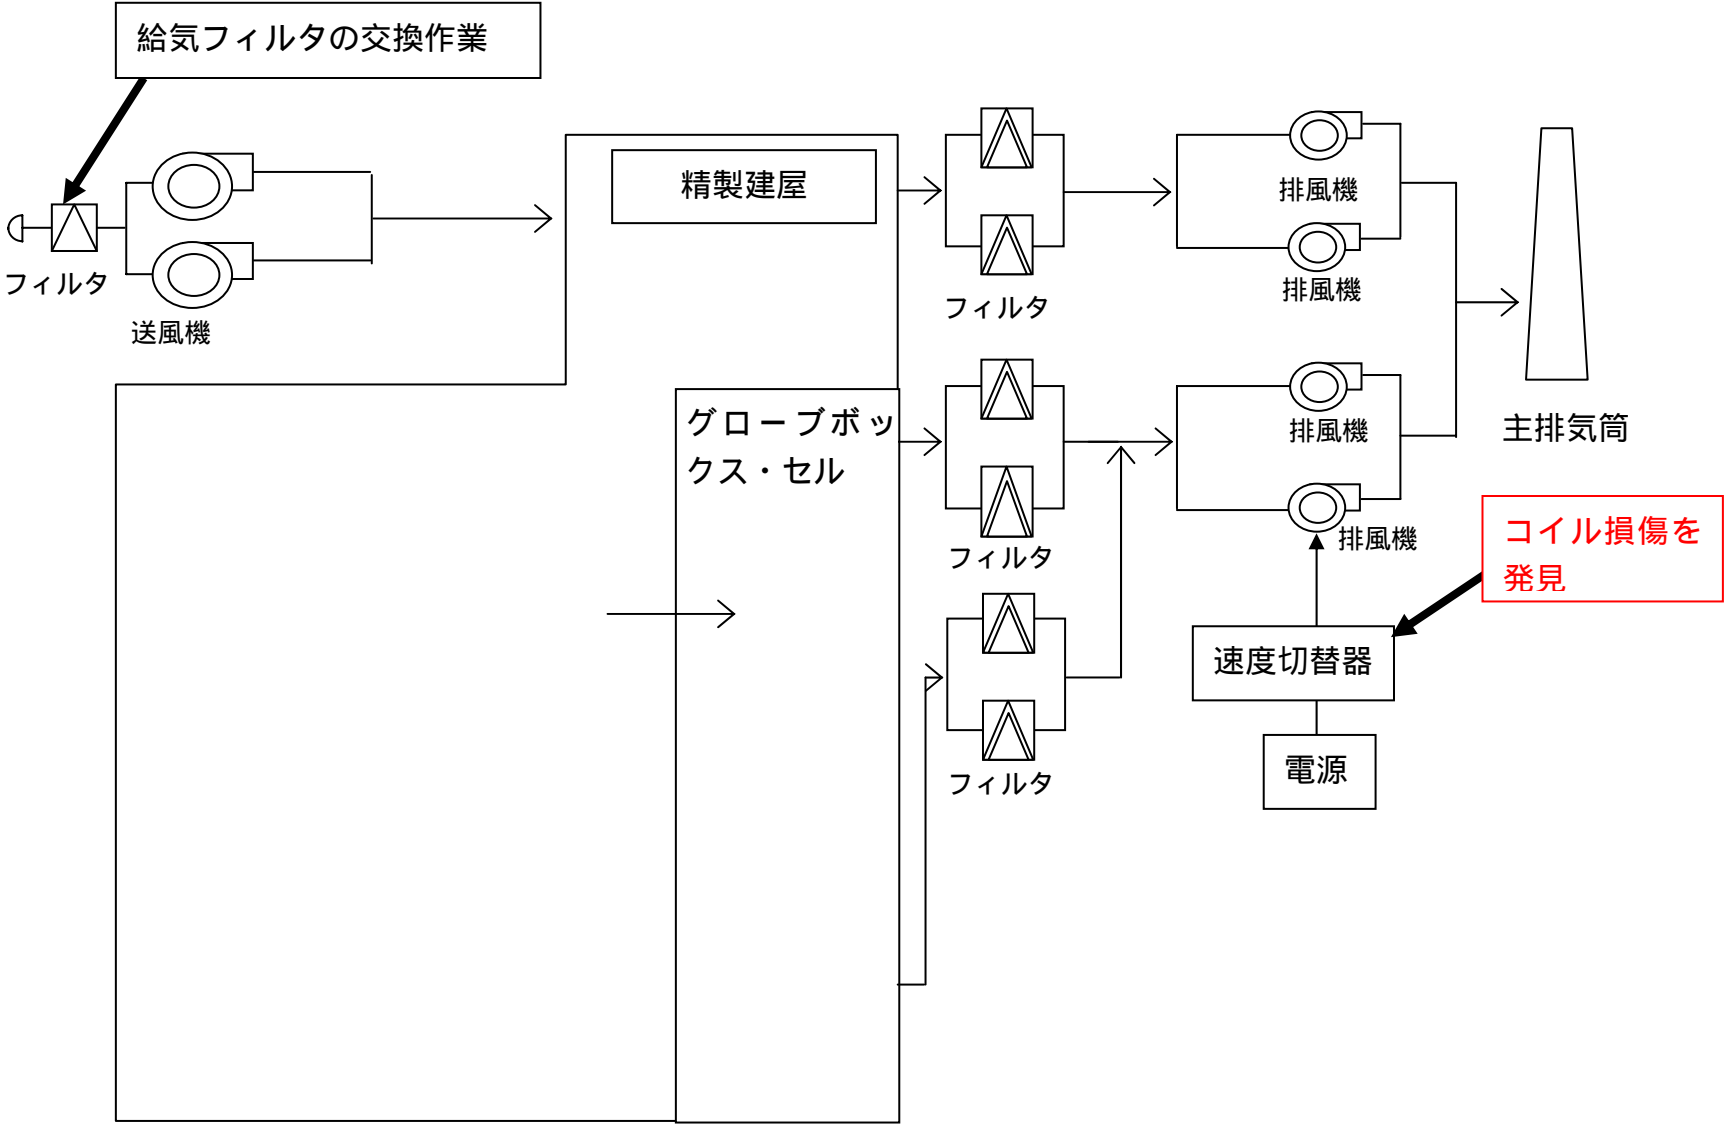 給気フィルタの交換作業
精製建屋
排風機
フィルタ
排風機
フィルタ
送風機
グローブボッ
クス・セル
排風機
主排気筒
フィルタ
排風機
コイル損傷を
発見
速度切替器
電源
フィルタ